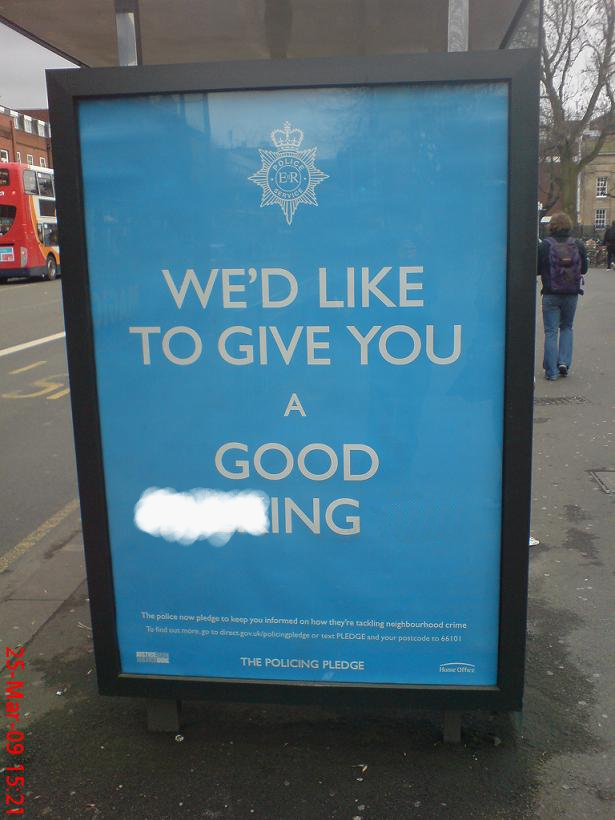 POLICE
E R
SERVICE
WE'D LIKE
TO GIVE YOU
A
GOOD
ING
The police now pledge to keep you informed on how they're tackling neighbourhood crime
To find out more, go to direct.gov.uk/policingpledge or text PLEDGE and your postcode to 66101
THE POLICING PLEDGE
Home Office
25-Mar-09 15:21